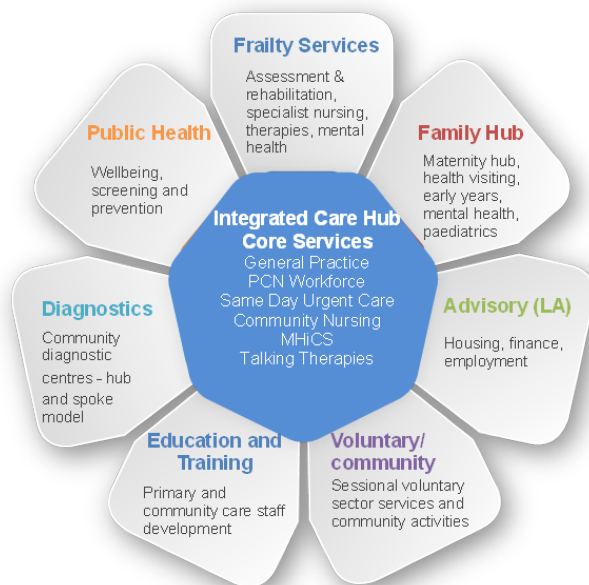 Frailty Services
Assessment &
rehabilitation,
specialist nursing,
therapies, mental
health
Family Hub
Maternity hub,
health visiting,
early years,
mental health,
paediatrics
Advisory (LA)
Housing, finance,
employment
Voluntary/
community
Sessional voluntary
sector services and
community activities
Education and
Training
Primary and
community care staff
development
Diagnostics
Community
diagnostic
centres - hub
and spoke
model
Public Health
Wellbeing,
screening and
prevention
Integrated Care Hub
Core Services
General Practice
PCN Workforce
Same Day Urgent Care
Community Nursing
MHiCS
Talking Therapies